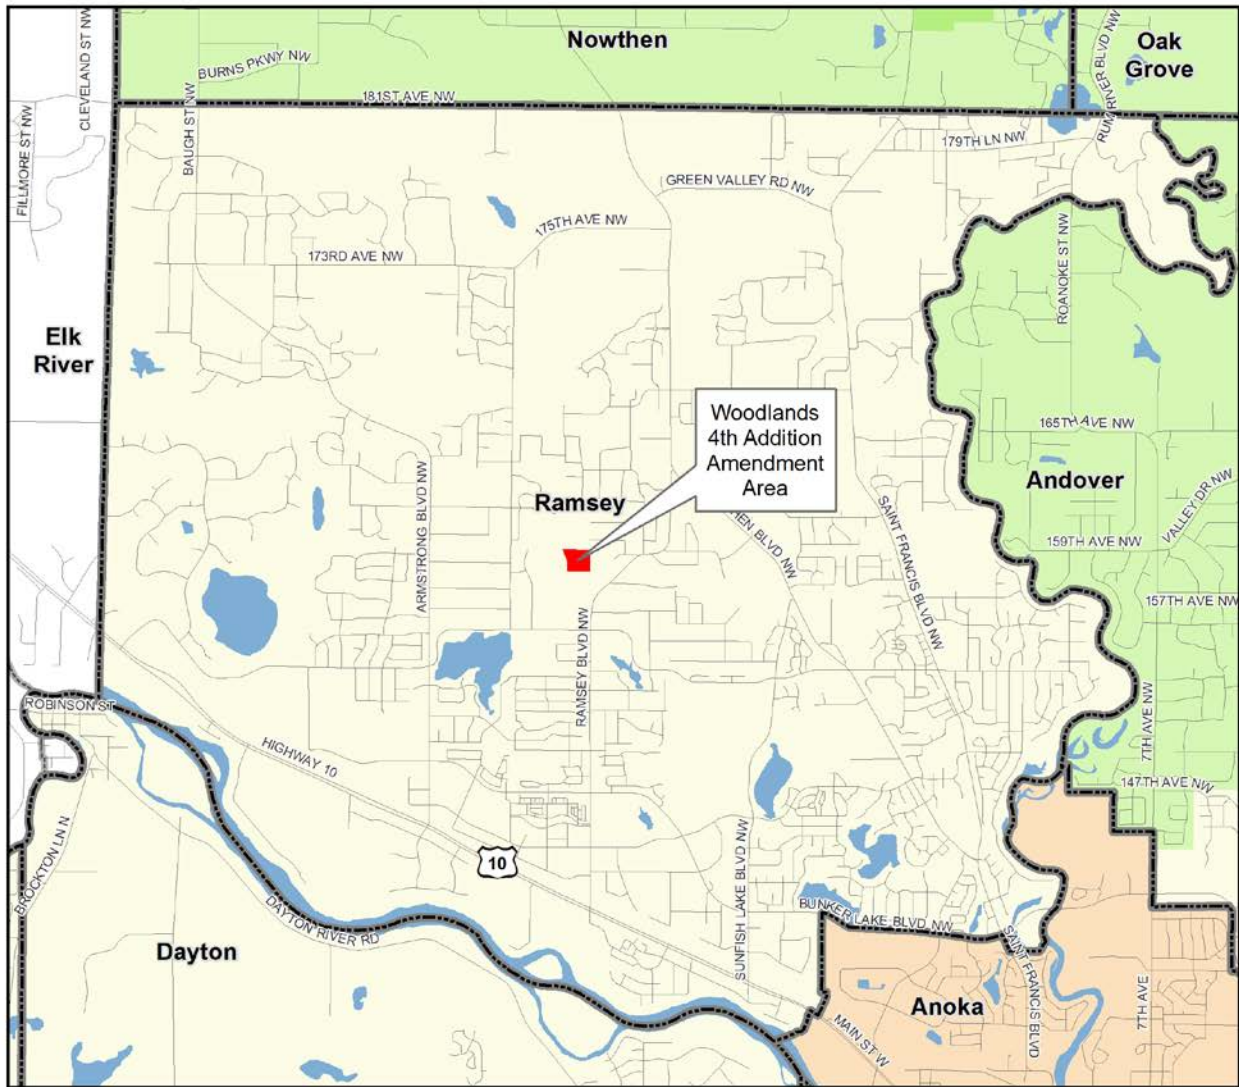 Nowthen
Oak
Grove
BURNS PKWY NW
CLEVELAND ST NW
RUM RIVER BLVD NW
181ST AVE NW
FILLMORE ST NW
BAUGH ST NW
179TH LN NW
GREEN VALLEY RD NW
175TH AVE NW
ROANOKE ST NW
173RD AVE NW
Elk
River
Woodlands
4th Addition
Amendment
Area
165TH AVE NW
Andover
VALLEY DR NW
Ramsey
ARMSTRONG BLVD NW
HEN BLVD NW
SAINT FRANCIS BLVD NW
159TH AVE NW
157TH AVE NW
RAMSEY BLVD NW
ROBINSON ST
7TH AVE NW
HIGHWAY 10
147TH AVE NW
10
SUNFISH LAKE BLVD NW
BROCKTON LN N
BUNKER LAKE BLVD NW
DAYTON RIVER RD
Dayton
SAINT FRANCIS BLVD
Anoka
7TH AVE
MAIN ST W